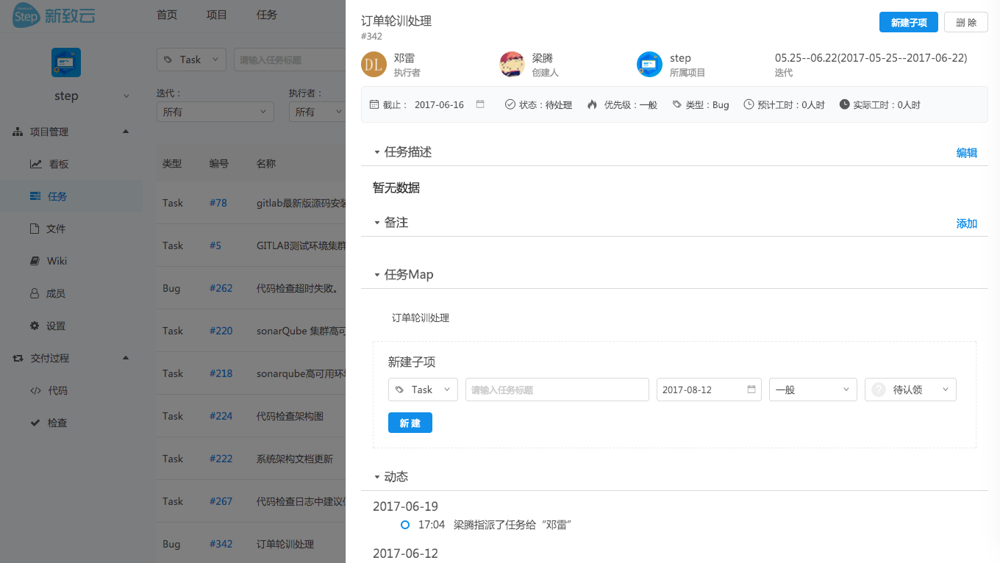 Step 新致云
首页 项目 任务
step
项目管理
看板
任务
文件
Wiki
成员
设置
交付过程
代码
检查
Task 请输入任务标题
迭代： 执行者：
所有 所有
类型 编号 名称
Task #78 gitlab最新版源码安装
Task #5 GITLAB测试环境集群
Bug #262 代码检查超时失败。
Task #220 sonarQube 集群高可
Task #218 sonarqube高可用环
Task #224 代码检查架构图
Task #222 系统架构文档更新
Task #267 代码检查日志中建议
Bug #342 订单轮训处理
订单轮训处理
#342
新建子项 删 除
DL 邓雷 梁腾 step 05.25--06.22(2017-05-25--2017-06-22)
执行者 创建人 所属项目 迭代
截止： 2017-06-16 状态：待处理 优先级：一般 类型：Bug 预计工时：0人时 实际工时：0人时
任务描述 编辑
暂无数据
备注 添加
任务Map
订单轮训处理
新建子项
Task 请输入任务标题 2017-08-12 一般 ? 待认领
新 建
动态
2017-06-19
17:04 梁腾指派了任务给“邓雷”
2017-06-12